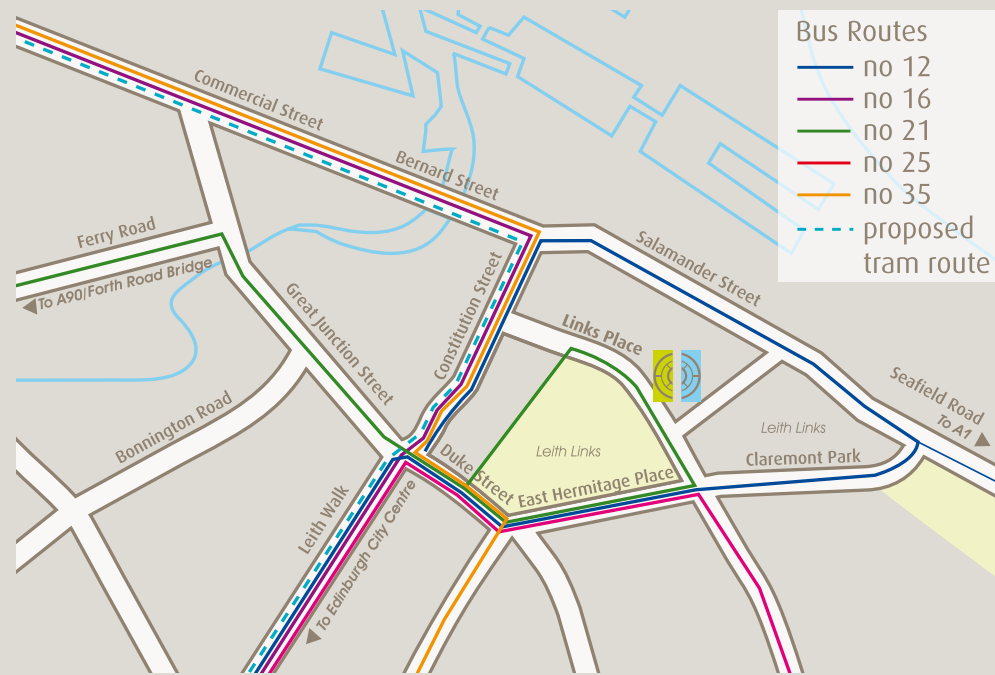 Bus Routes
no 12
no 16
no 21
no 25
no 35
proposed
tram route
Commercial Street
Bernard Street
Salamander Street
Seafield Road
To A1
Ferry Road
To A90/Forth Road Bridge
Great Junction Street
Constitution Street
Links Place
Leith Links
Leith Links
Claremont Park
East Hermitage Place
Duke Street
Bonnington Road
Leith Walk
To Edinburgh City Centre